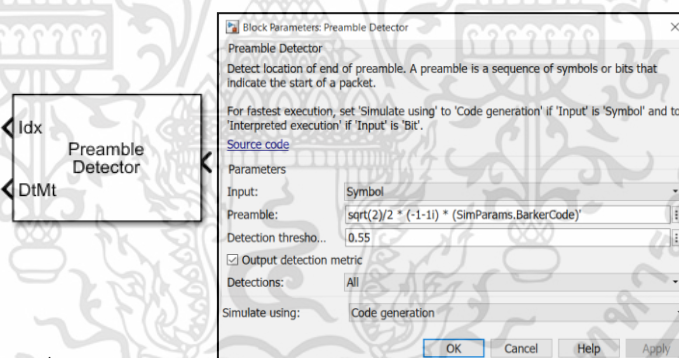 Idx
DtMt
Preamble
Detector
Block Parameters: Preamble Detector
Preamble Detector
Detect location of end of preamble. A preamble is a sequence of symbols or bits that
indicate the start of a packet.
For fastest execution, set 'Simulate using' to 'Code generation' if 'Input' is 'Symbol' and to
'Interpreted execution' if 'Input' is 'Bit'.
Source code
Parameters
Input: Symbol
Preamble: sqrt(2)/2 * (-1-1i) * (SimParams.BarkerCode)'
Detection thresho... 0.55
Output detection metric
Detections: All
Simulate using: Code generation
OK Cancel Help Apply